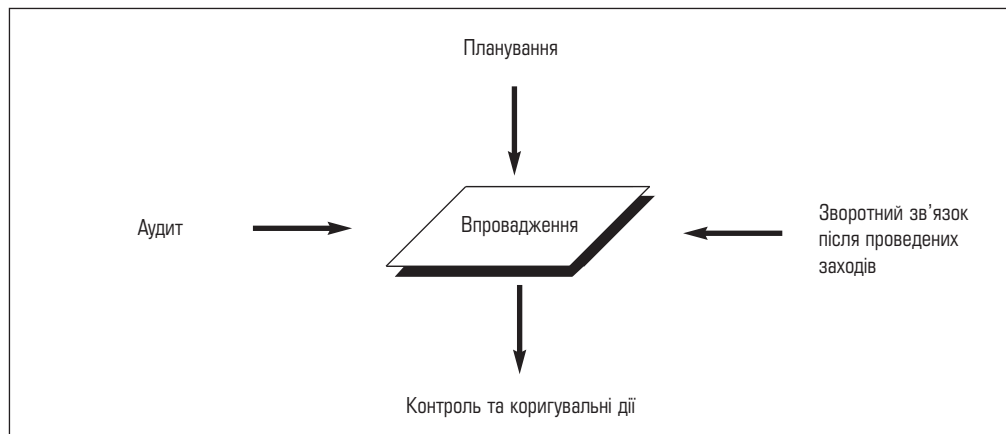 Планування
Аудит
Впровадження
Зворотний зв’язок
після проведених
заходів
Контроль та коригувальні дії